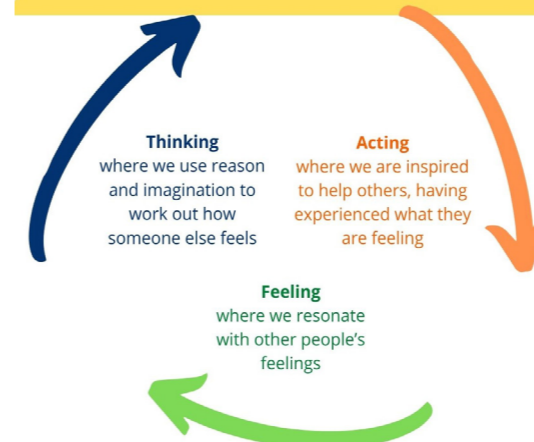 Thinking
where we use reason
and imagination to
work out how
someone else feels
Acting
where we are inspired
to help others, having
experienced what they
are feeling
Feeling
where we resonate
with other people's
feelings